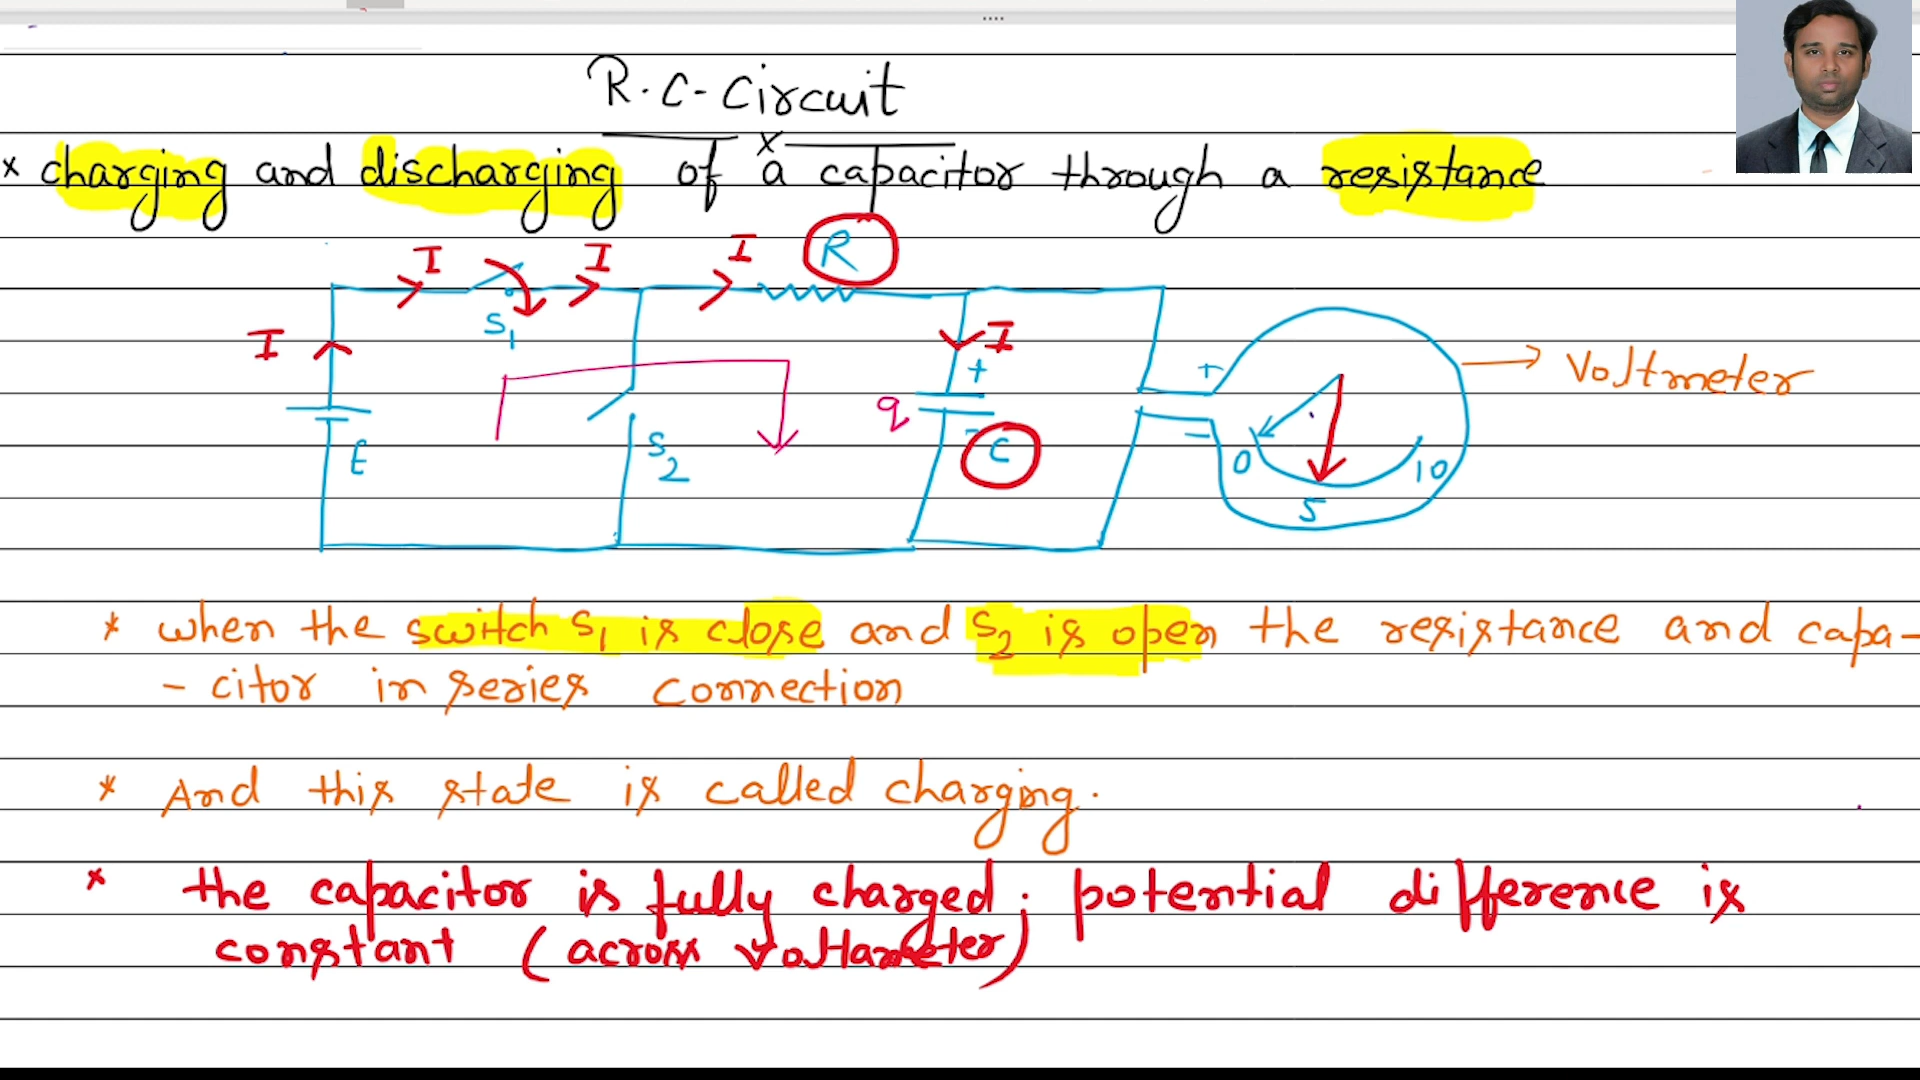 R.C-Circuit
* charging and discharging of a capacitor through a resistance
I I I R
S1
I I
+ +
Voltmeter
q
E S2 - C - 0 10
5
* when the switch S1 is close and S2 is open the resistance and capa-
- citor in series connection
* And this state is called charging.
* the capacitor is fully charged; potential difference is
constant (across Voltameter)